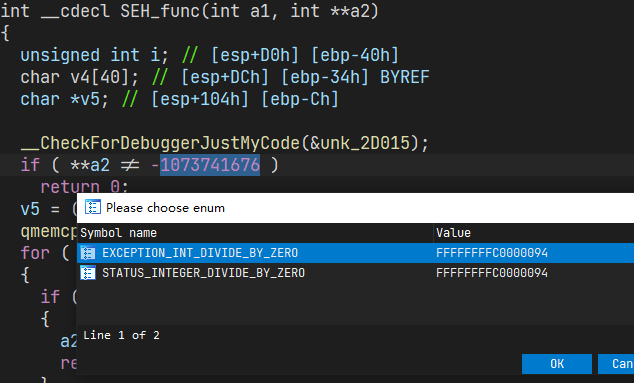 int __cdecl SEH_func(int a1, int **a2)
{
unsigned int i; // [esp+D0h] [ebp-40h]
char v4[40]; // [esp+DCh] [ebp-34h] BYREF
char *v5; // [esp+104h] [ebp-Ch]
__CheckForDebuggerJustMyCode(&unk_2D015);
if ( **a2 ≠ -1073741676 )
return 0;
v5 = (
qmemcp
for (
{
if (
{
a2
re
}
Please choose enum
Symbol name Value
EXCEPTION_INT_DIVIDE_BY_ZERO FFFFFFFFC0000094
STATUS_INTEGER_DIVIDE_BY_ZERO FFFFFFFFC0000094
Line 1 of 2
OK Can